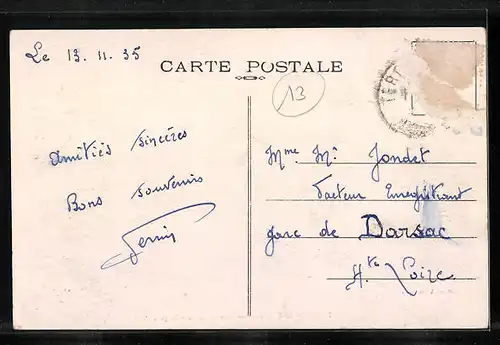 Le 13.11.35
CARTE POSTALE
13
Amitiés sincères
Bons souvenirs
Mme Mr Jondet
Facteur Enregistrant
gare de Darsac
Hte Loire